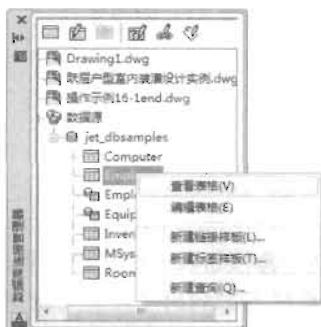 Drawing1.dwg
跃层户型室内装潢设计实例.dwg
操作示例16-1end.dwg
数据源
jet_dbsamples
Computer
Emplo
查看表格(V)
Empl
编辑表格(E)
Equip
新建链接样板(L)...
Inven
新建标签样板(T)...
MSys
Room
新建查询(Q)...